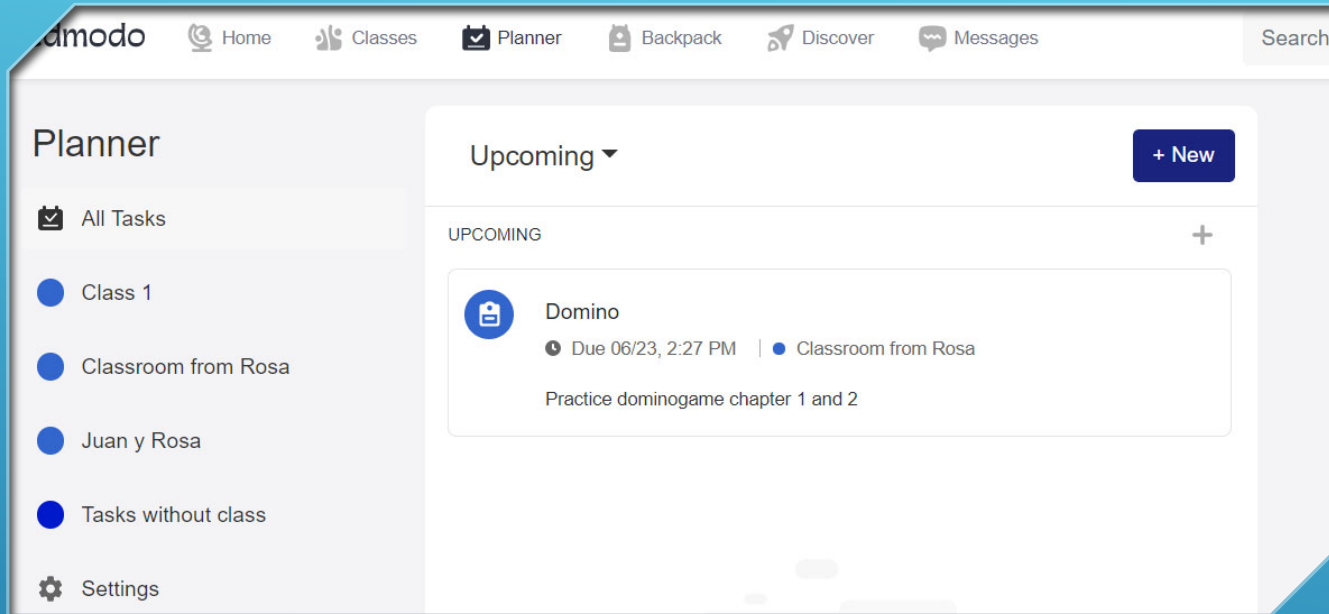 edmodo Home Classes Planner Backpack Discover Messages Search
Planner
All Tasks
Class 1
Classroom from Rosa
Juan y Rosa
Tasks without class
Settings
Upcoming
+ New
UPCOMING
Domino
Due 06/23, 2:27 PM | Classroom from Rosa
Practice dominogame chapter 1 and 2